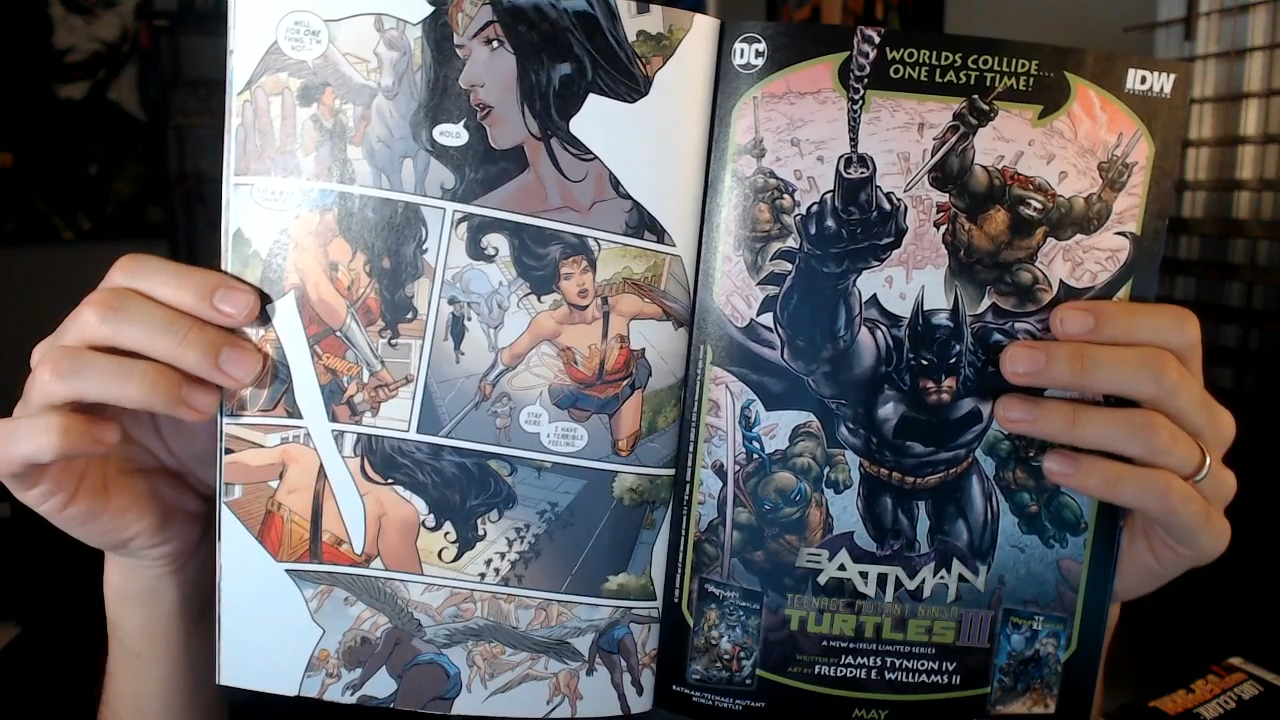 WELL,
FOR ONE
THING, I'M
NOT--
HOLD.
SHHICK
STAY
HERE.
I HAVE
A TERRIBLE
FEELING...
DC
WORLDS COLLIDE...
ONE LAST TIME!
IDW
PUBLISHING
BATMAN
TEENAGE MUTANT NINJA
TURTLES III
A NEW 6-ISSUE LIMITED SERIES
WRITTEN BY JAMES TYNION IV
ART BY FREDDIE E. WILLIAMS II
BATMAN/TEENAGE MUTANT
NINJA TURTLES
MAY